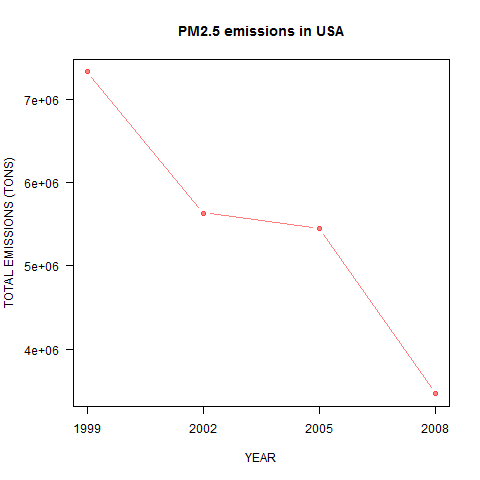 PM2.5 emissions in USA
TOTAL EMISSIONS (TONS)
7e+06
6e+06
5e+06
4e+06
1999 2002 2005 2008
YEAR